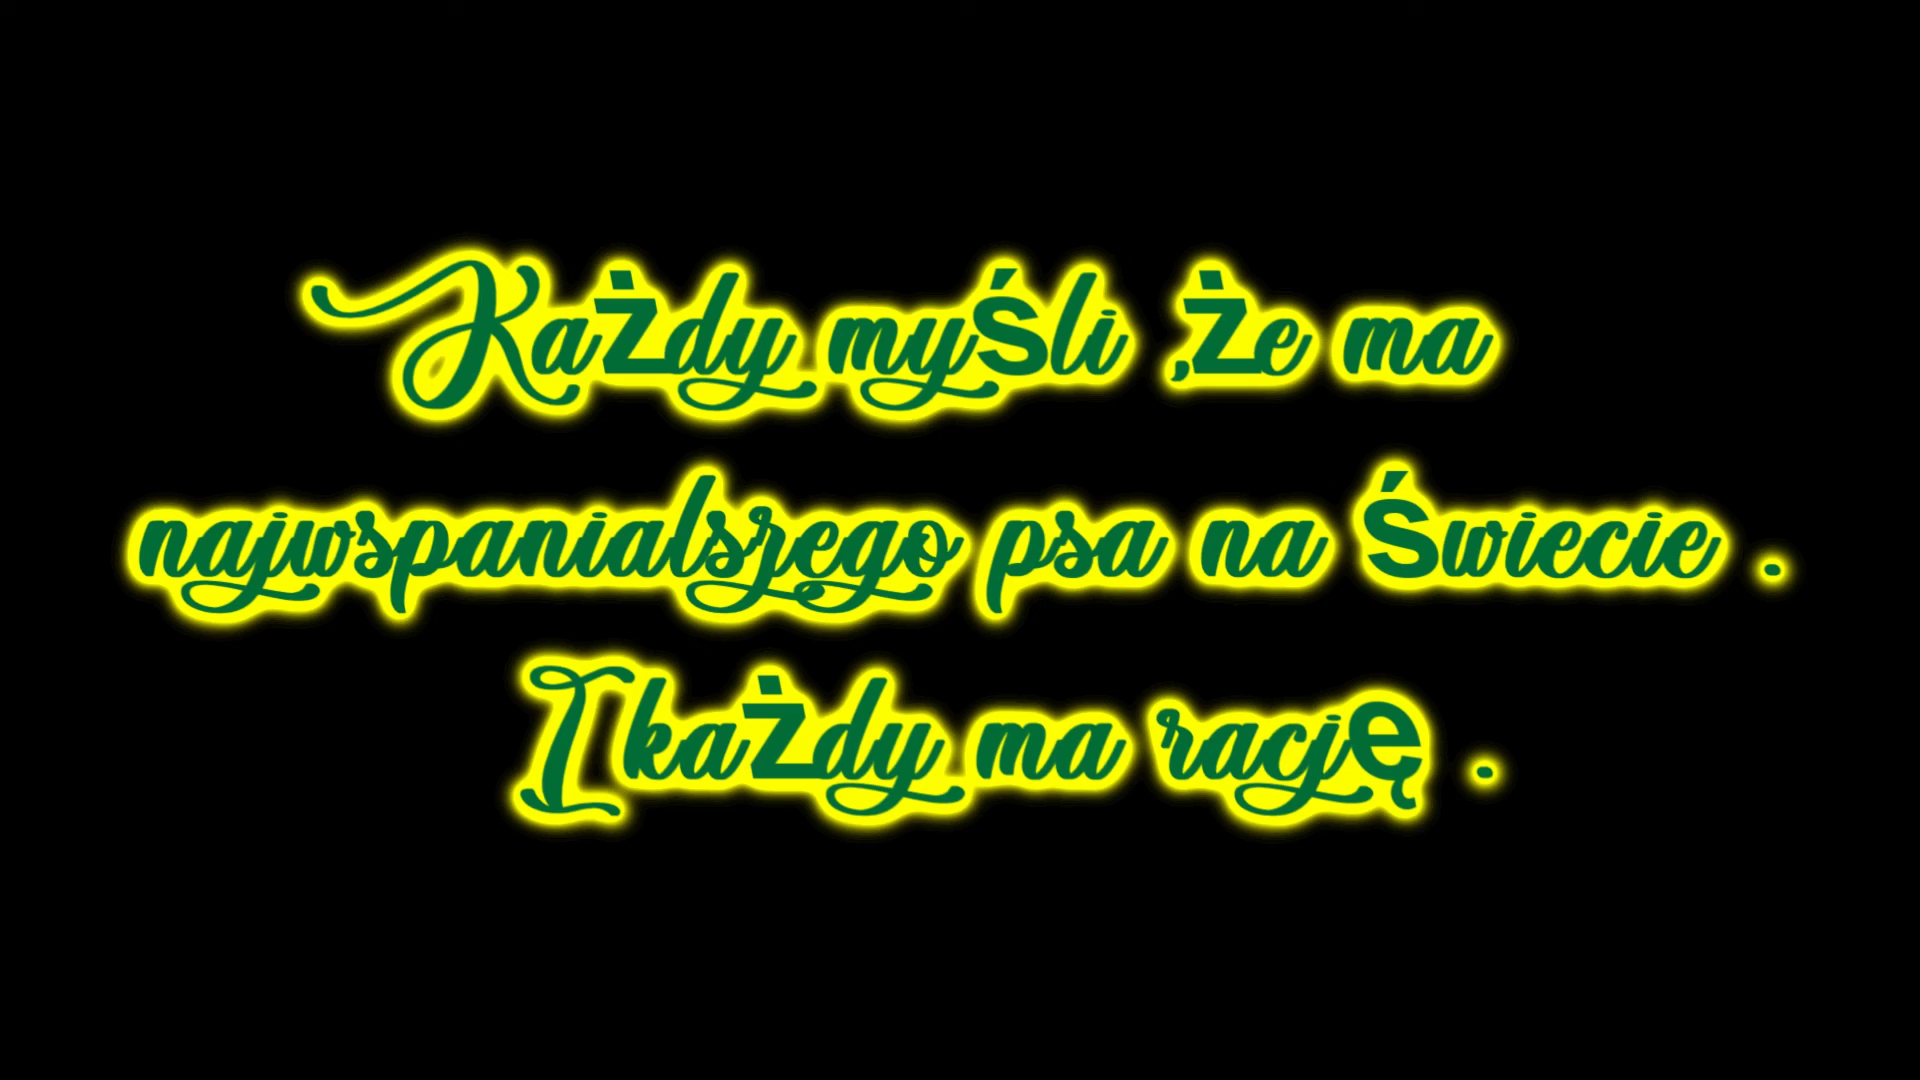 Każdy myśli ,że ma
najwspanialszego psa na świecie .
I każdy ma rację .